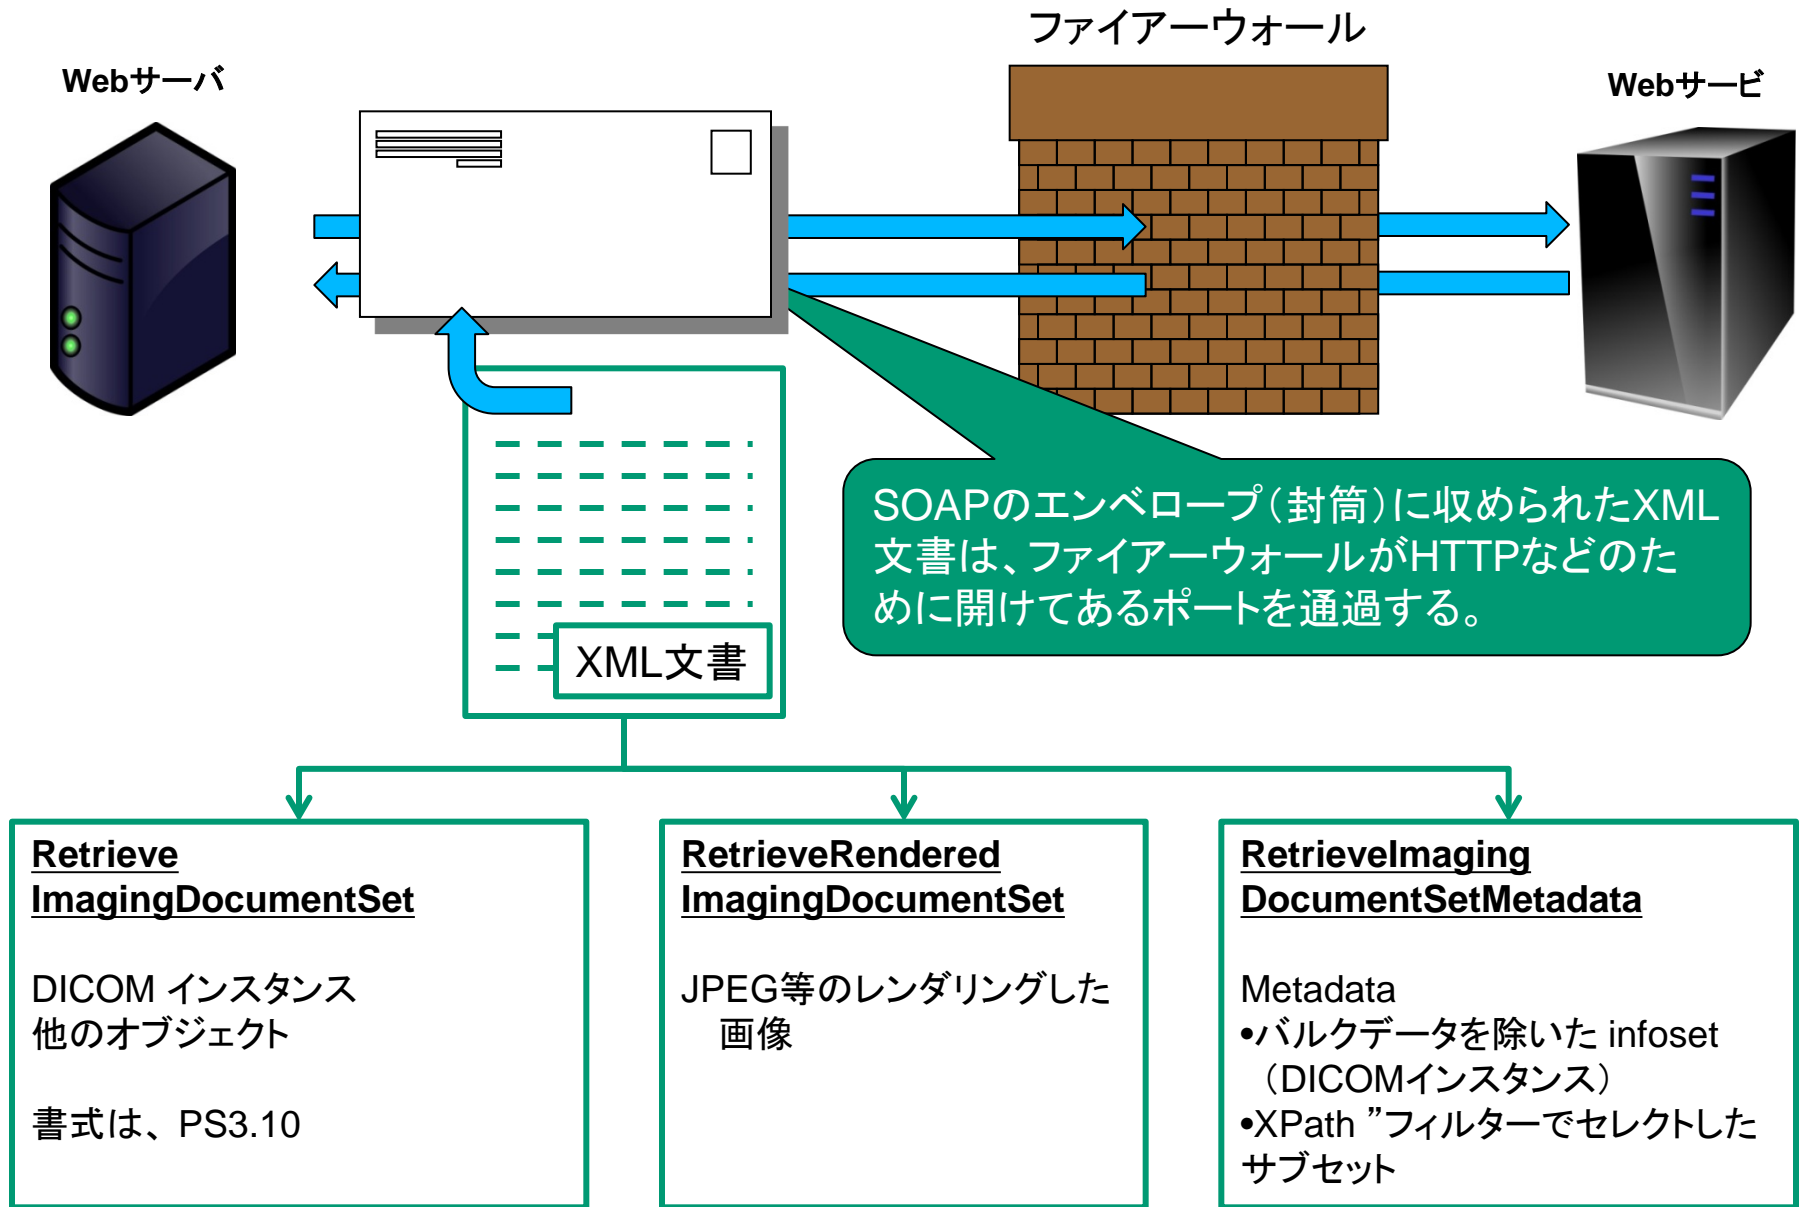 ファイアーウォール
Webサーバ
Webサービ
SOAPのエンベロープ（封筒）に収められたXML
文書は、ファイアーウォールがHTTPなどのた
めに開けてあるポートを通過する。
XML文書
Retrieve
ImagingDocumentSet
DICOM インスタンス
他のオブジェクト
書式は、PS3.10
RetrieveRendered
ImagingDocumentSet
JPEG等のレンダリングした
画像
RetrieveImaging
DocumentSetMetadata
Metadata
•バルクデータを除いた infoset
（DICOMインスタンス）
•XPath ”フィルターでセレクトした
サブセット